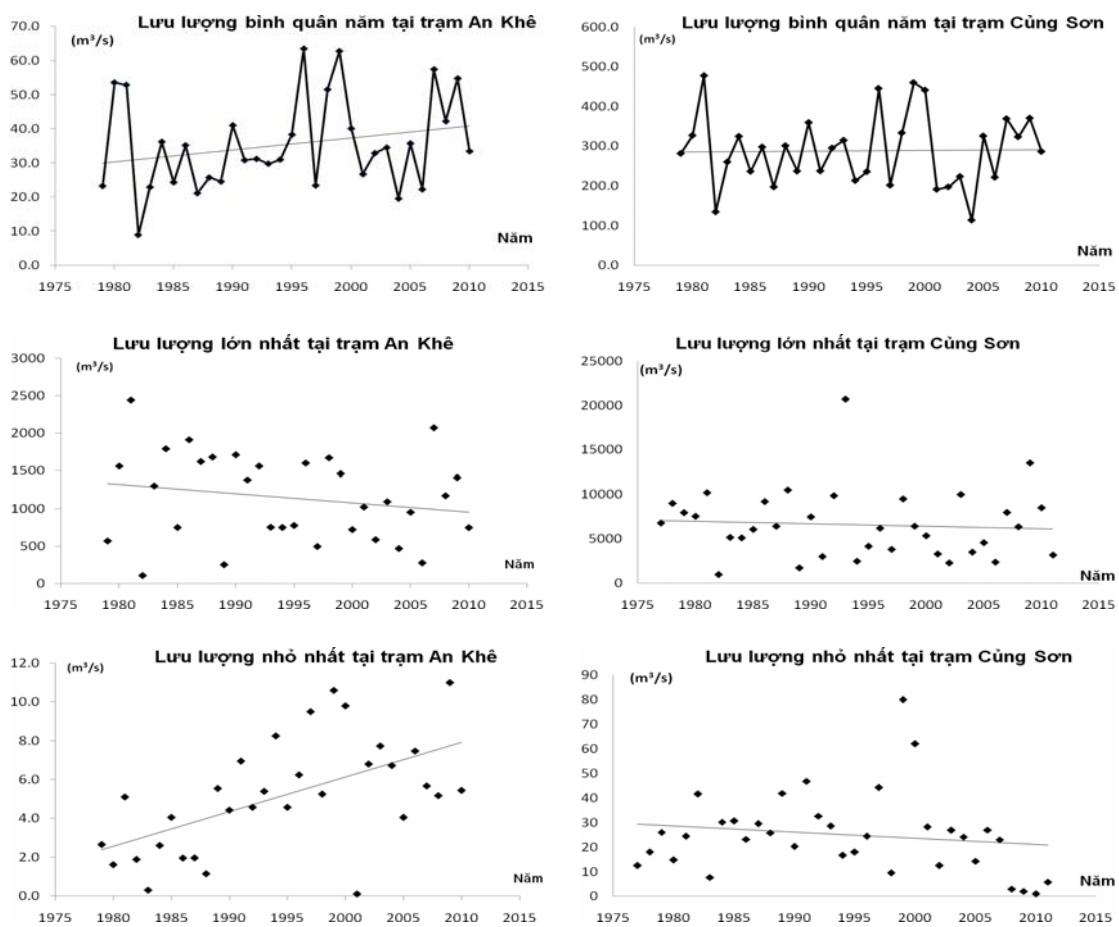 Lưu lượng bình quân năm tại trạm An Khê
(m³/s)
70.0
60.0
50.0
40.0
30.0
20.0
10.0
0.0
Năm
1975 1980 1985 1990 1995 2000 2005 2010 2015
Lưu lượng bình quân năm tại trạm Củng Sơn
(m³/s)
600.0
500.0
400.0
300.0
200.0
100.0
0.0
Năm
1975 1980 1985 1990 1995 2000 2005 2010 2015
Lưu lượng lớn nhất tại trạm An Khê
(m³/s)
3000
2500
2000
1500
1000
500
0
Năm
1975 1980 1985 1990 1995 2000 2005 2010 2015
Lưu lượng lớn nhất tại trạm Củng Sơn
(m³/s)
25000
20000
15000
10000
5000
0
Năm
1975 1980 1985 1990 1995 2000 2005 2010 2015
Lưu lượng nhỏ nhất tại trạm An Khê
(m³/s)
12.0
10.0
8.0
6.0
4.0
2.0
0.0
Năm
1975 1980 1985 1990 1995 2000 2005 2010 2015
Lưu lượng nhỏ nhất tại trạm Củng Sơn
(m³/s)
90
80
70
60
50
40
30
20
10
0
Năm
1975 1980 1985 1990 1995 2000 2005 2010 2015